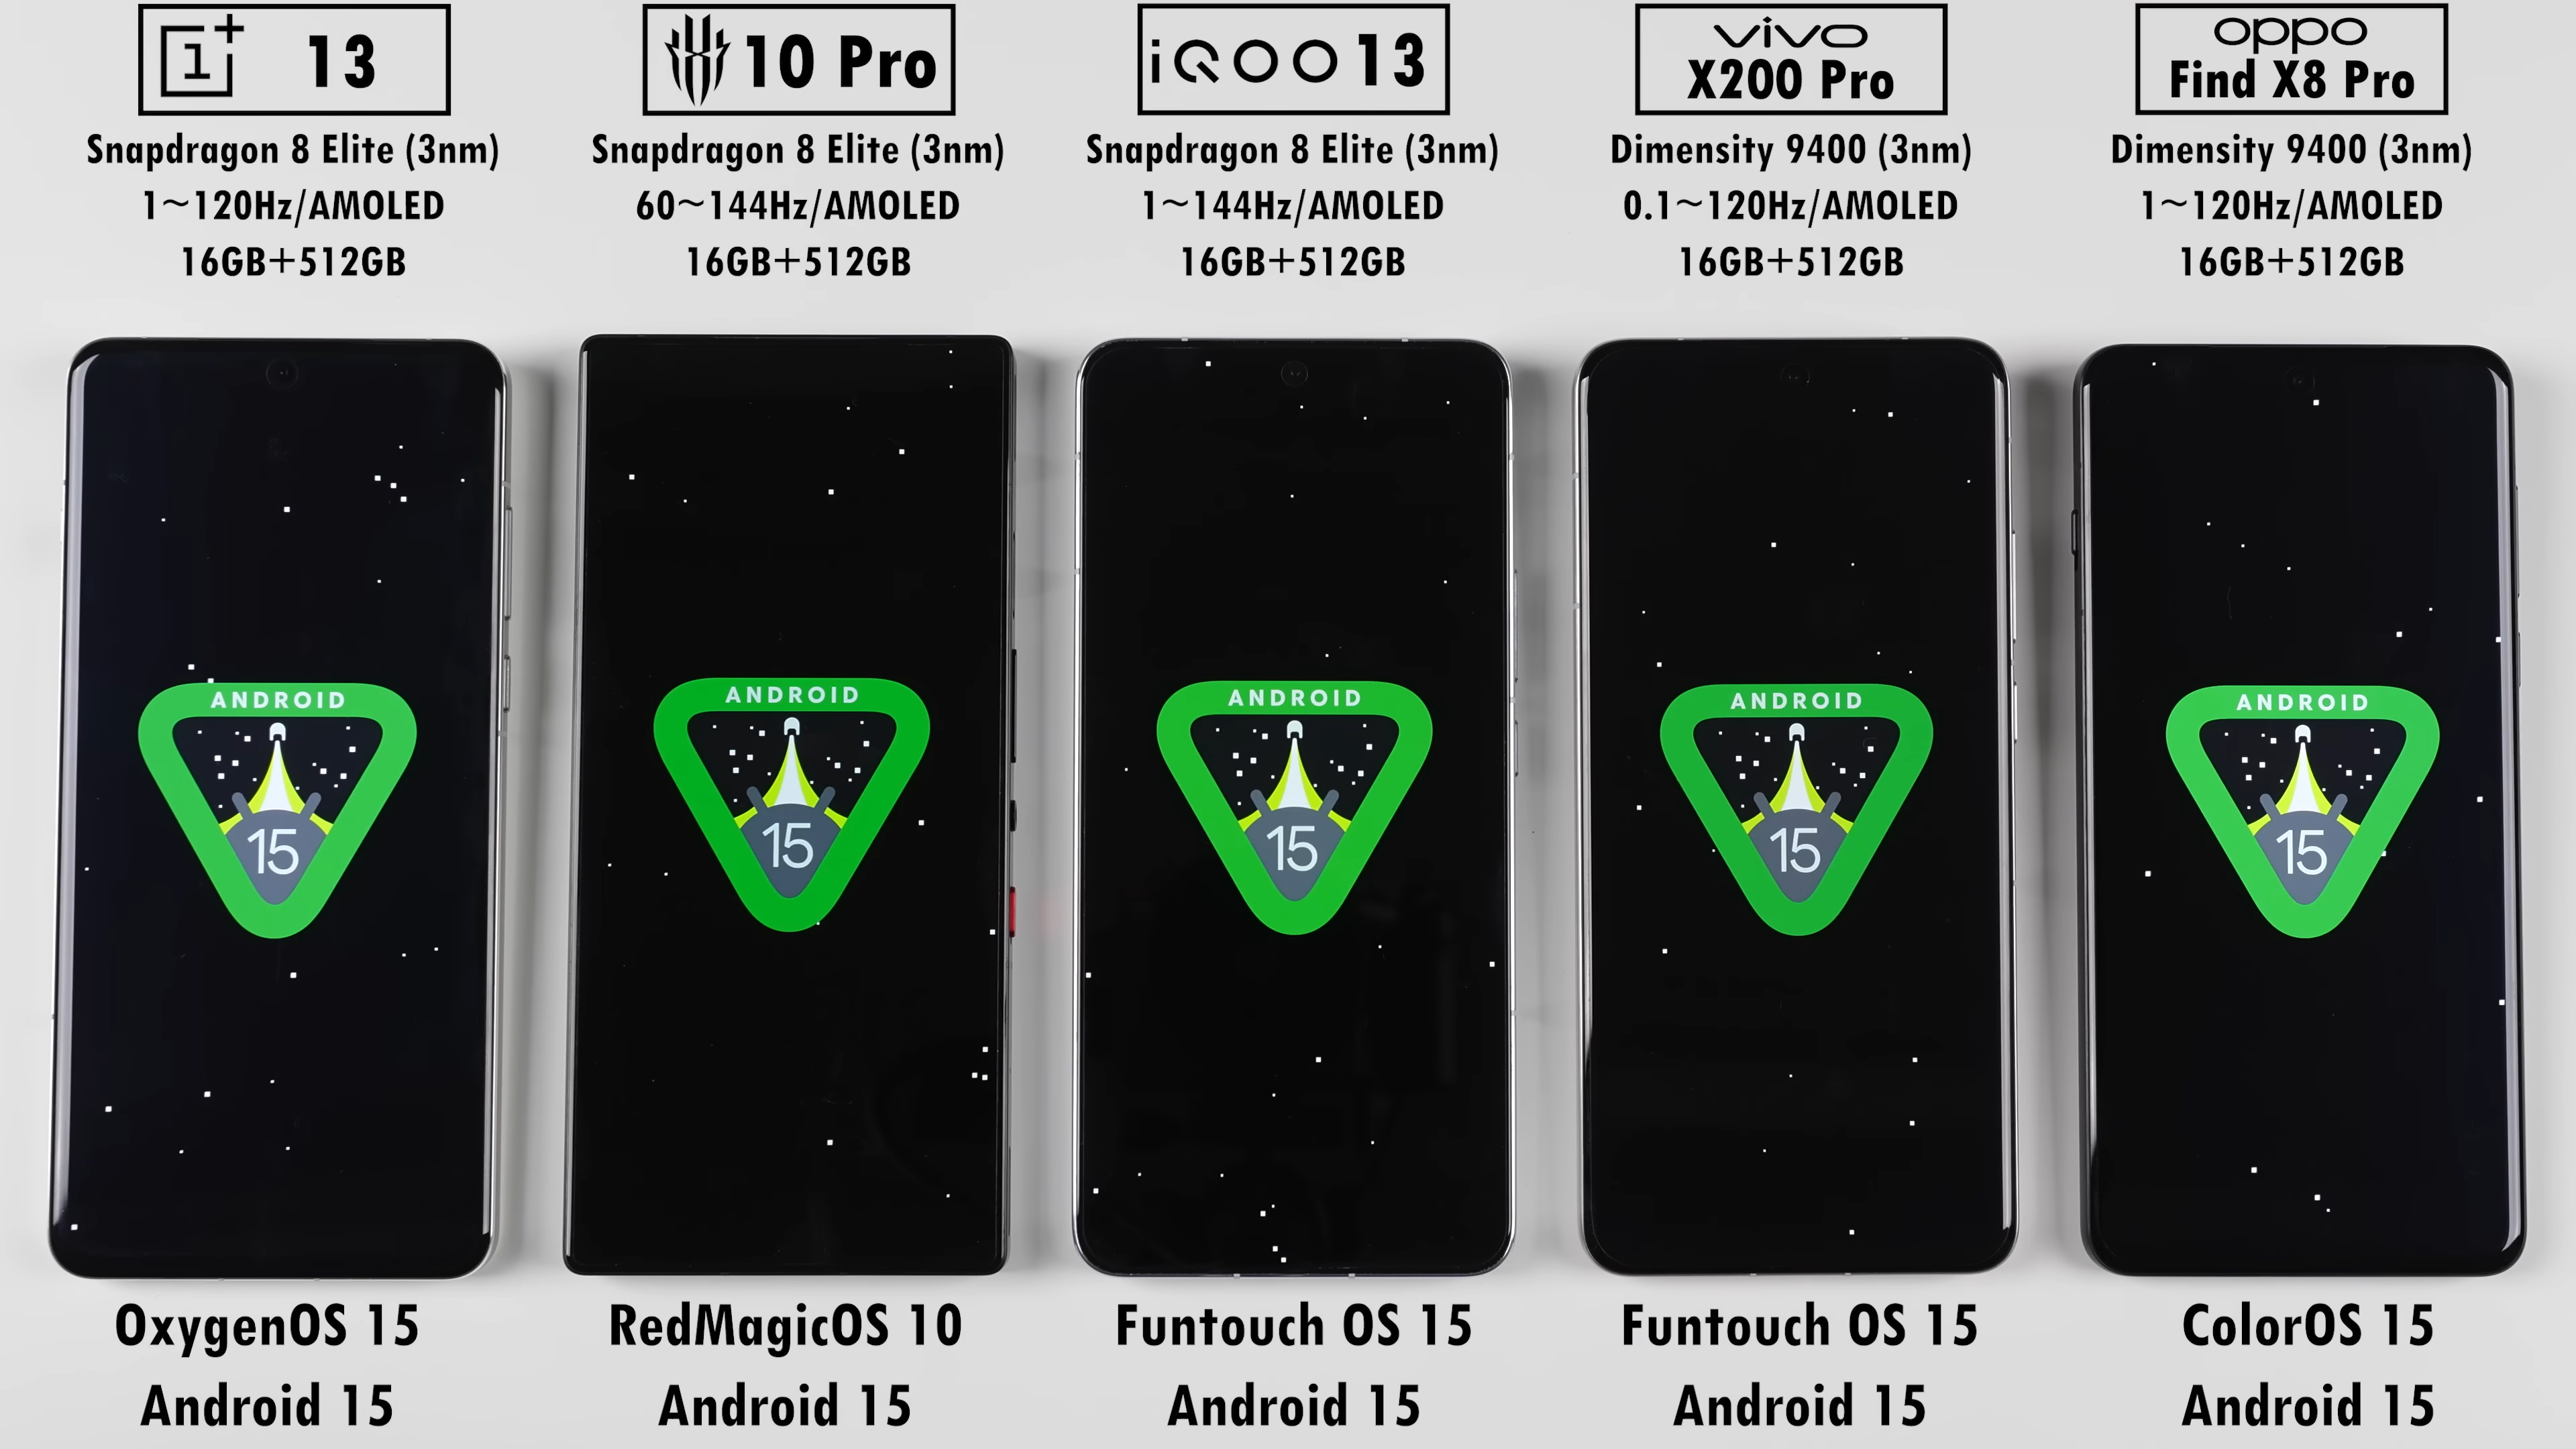 1+ 13
10 Pro
iQOO 13
vivo
X200 Pro
oppo
Find X8 Pro
Snapdragon 8 Elite (3nm)
1~120Hz/AMOLED
16GB+512GB
Snapdragon 8 Elite (3nm)
60~144Hz/AMOLED
16GB+512GB
Snapdragon 8 Elite (3nm)
1~144Hz/AMOLED
16GB+512GB
Dimensity 9400 (3nm)
0.1~120Hz/AMOLED
16GB+512GB
Dimensity 9400 (3nm)
1~120Hz/AMOLED
16GB+512GB
ANDROID
15
ANDROID
15
ANDROID
15
ANDROID
15
ANDROID
15
OxygenOS 15
Android 15
RedMagicOS 10
Android 15
Funtouch OS 15
Android 15
Funtouch OS 15
Android 15
ColorOS 15
Android 15